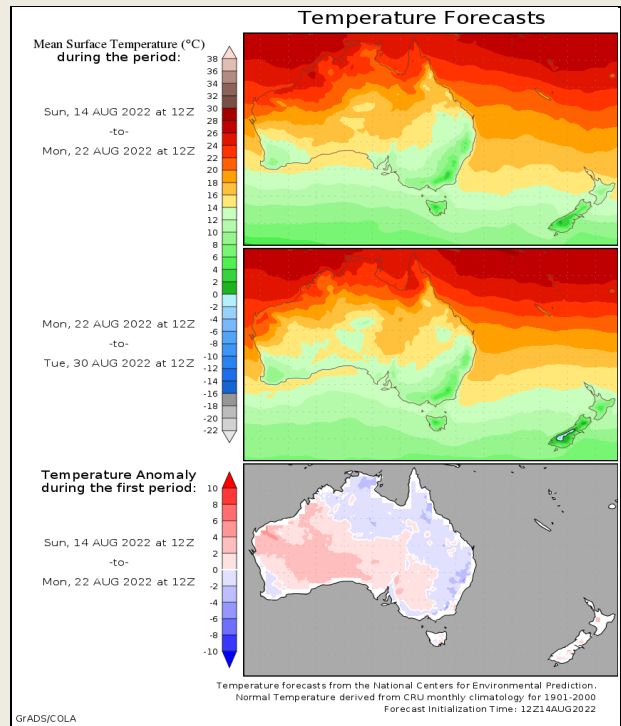 Temperature Forecasts
Mean Surface Temperature (°C)
during the period:
38
36
34
32
30
28
26
24
22
20
18
16
14
12
10
8
6
4
2
0
-2
-4
-6
-8
-10
-12
-14
-16
-18
-20
-22
Sun, 14 AUG 2022 at 12Z
-to-
Mon, 22 AUG 2022 at 12Z
Mon, 22 AUG 2022 at 12Z
-to-
Tue, 30 AUG 2022 at 12Z
Temperature Anomaly
during the first period:
10
8
6
4
2
0
-2
-4
-6
-8
-10
Sun, 14 AUG 2022 at 12Z
-to-
Mon, 22 AUG 2022 at 12Z
Temperature forecasts from the National Centers for Environmental Prediction.
Normal Temperature derived from CRU monthly climatology for 1901-2000
Forecast Initialization Time: 12Z14AUG2022
GrADS/COLA